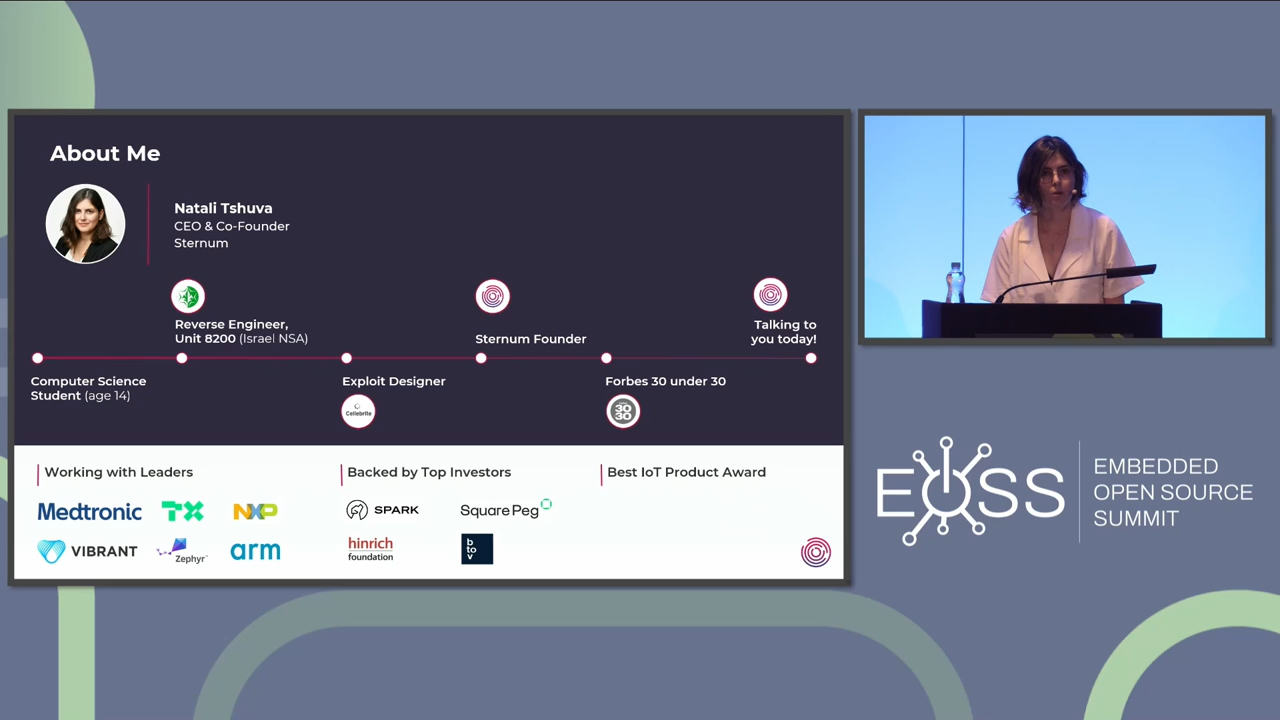 About Me
Natali Tshuva
CEO & Co-Founder
Sternum
Reverse Engineer,
Unit 8200 (Israel NSA)
Sternum Founder
Talking to
you today!
Computer Science
Student (age 14)
Exploit Designer
Cellebrite
Forbes 30 under 30
30
30
Working with Leaders
Medtronic
TX
NXP
VIBRANT
Zephyr
arm
Backed by Top Investors
SPARK
Square Peg
hinrich
foundation
b
to
v
Best IoT Product Award
EOSS
EMBEDDED
OPEN SOURCE
SUMMIT